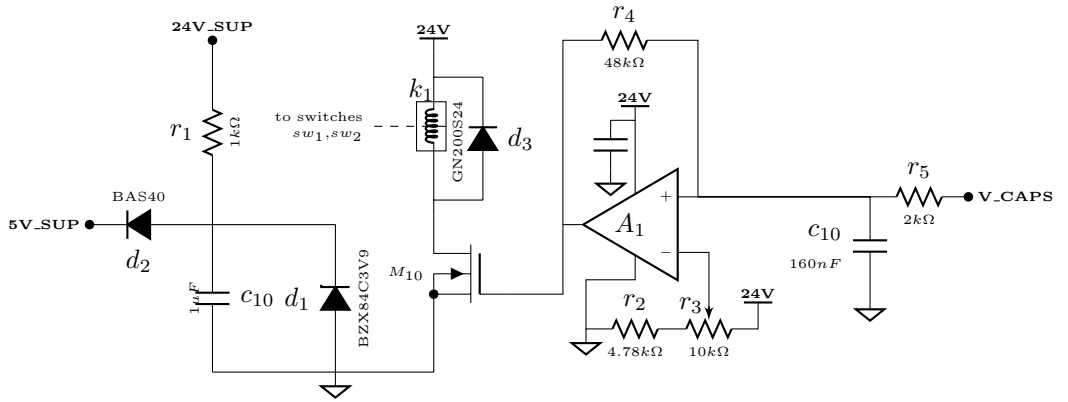 24V_SUP
r1
1kΩ
BAS40
5V_SUP
d2
1μF
c10
d1
BZX84C3V9
24V
k1
GN200S24
to switches
sw1,sw2
d3
M10
r4
48kΩ
24V
A1
+
−
r2
4.78kΩ
r3
10kΩ
24V
r5
2kΩ
V_CAPS
c10
160nF